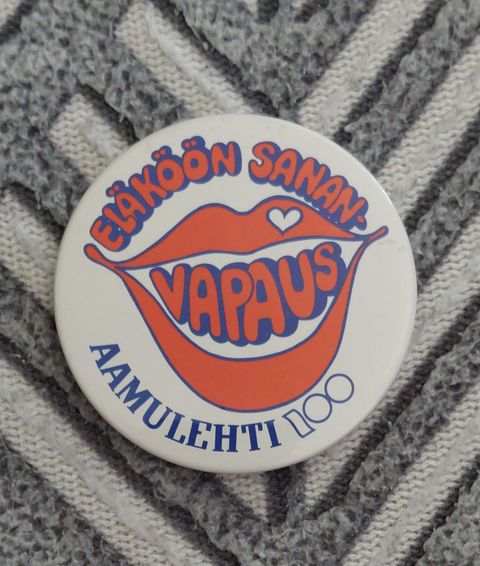 ELÄKÖÖN SANAN-
VAPAUS
AAMULEHTI 100